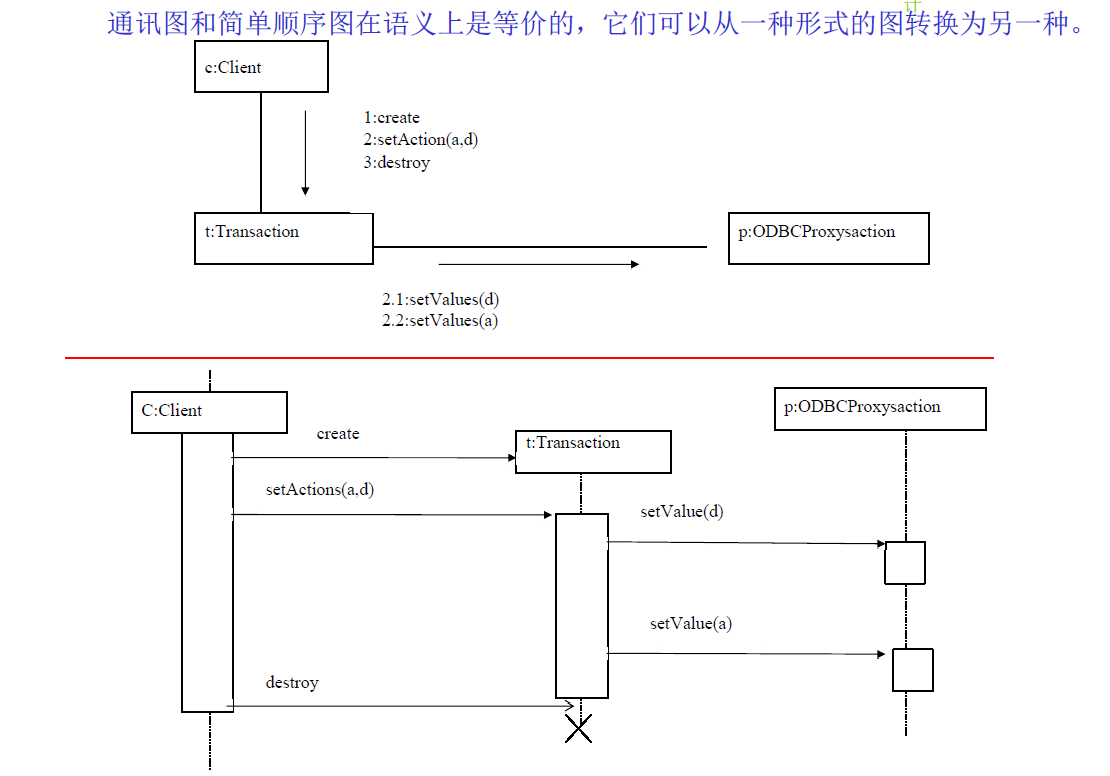 计
通讯图和简单顺序图在语义上是等价的，它们可以从一种形式的图转换为另一种。
c:Client
1:create
2:setAction(a,d)
3:destroy
t:Transaction
p:ODBCProxysaction
2.1:setValues(d)
2.2:setValues(a)
C:Client
p:ODBCProxysaction
create
t:Transaction
setActions(a,d)
setValue(d)
setValue(a)
destroy